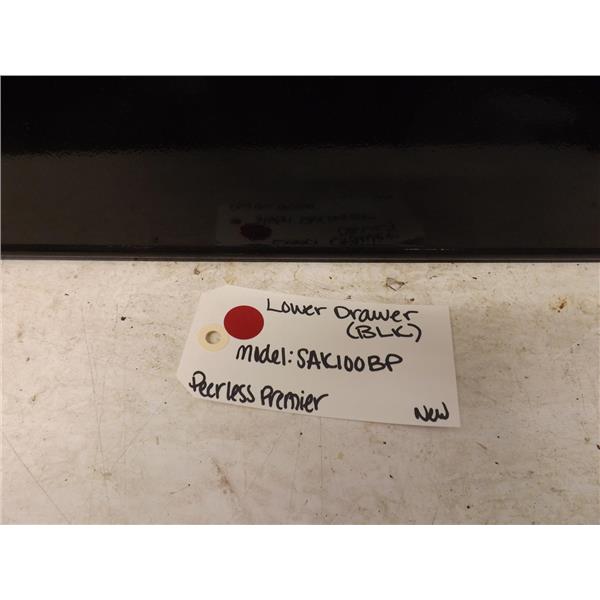 Lower Drawer
(BLK)
Model: SAK100BP
Peerless Premier
New